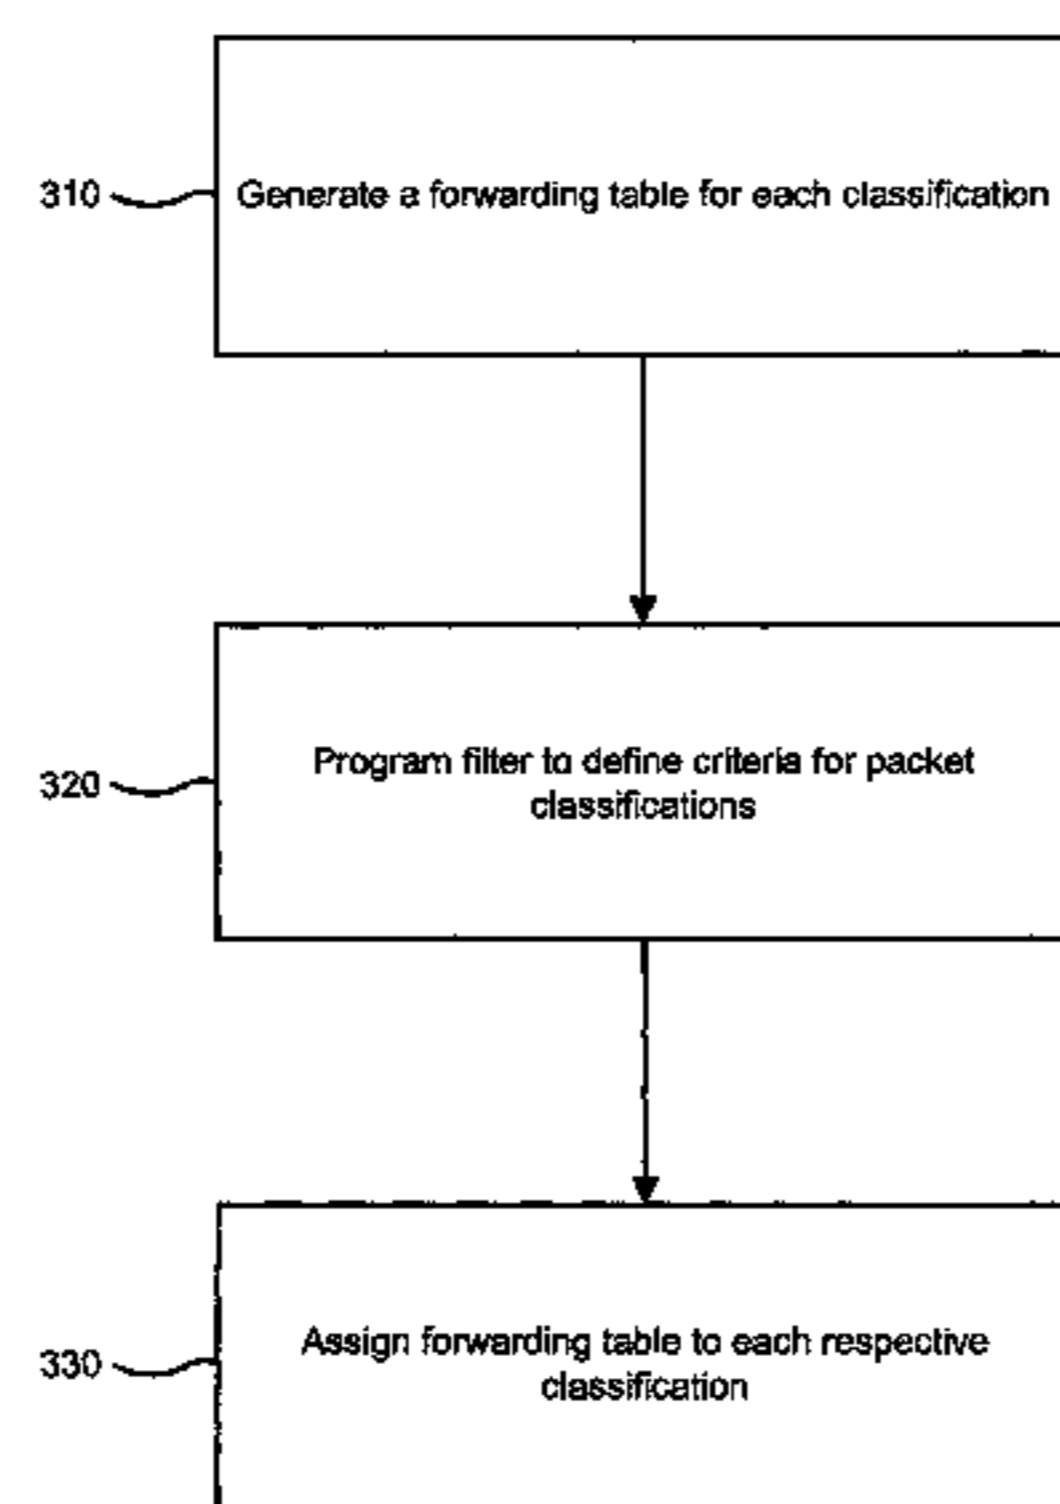 310
Generate a forwarding table for each classification
320
Program filter to define criteria for packet
classifications
330
Assign forwarding table to each respective
classification